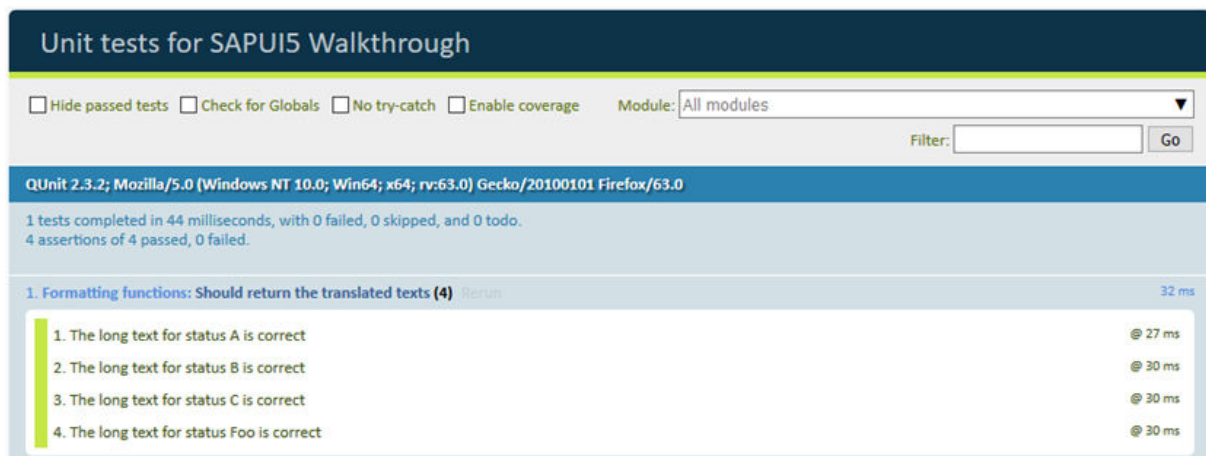 Unit tests for SAPUI5 Walkthrough
Hide passed tests Check for Globals No try-catch Enable coverage Module: All modules ▼
Filter: Go
QUnit 2.3.2; Mozilla/5.0 (Windows NT 10.0; Win64; x64; rv:63.0) Gecko/20100101 Firefox/63.0
1 tests completed in 44 milliseconds, with 0 failed, 0 skipped, and 0 todo.
4 assertions of 4 passed, 0 failed.
1. Formatting functions: Should return the translated texts (4) Rerun 32 ms
1. The long text for status A is correct @ 27 ms
2. The long text for status B is correct @ 30 ms
3. The long text for status C is correct @ 30 ms
4. The long text for status Foo is correct @ 30 ms